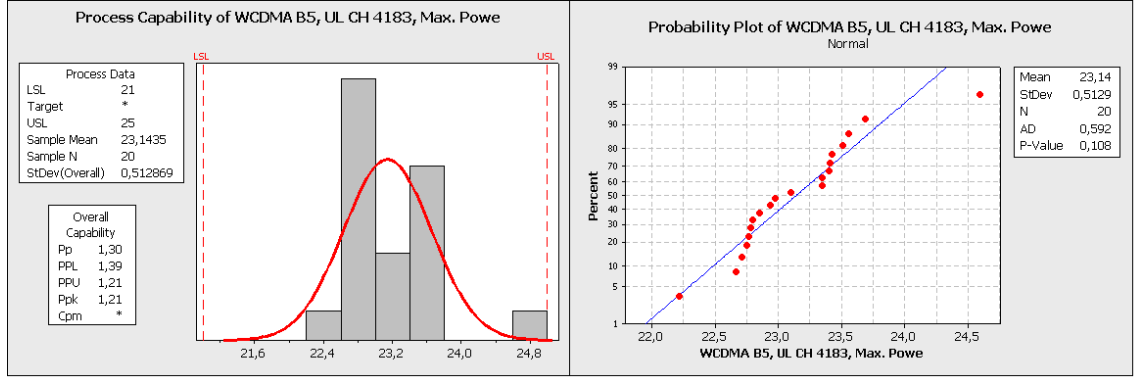 Process Capability of WCDMA B5, UL CH 4183, Max. Powe
LSL
USL
Process Data
LSL 21
Target *
USL 25
Sample Mean 23,1435
Sample N 20
StDev(Overall) 0,512869
Overall
Capability
Pp 1,30
PPL 1,39
PPU 1,21
Ppk 1,21
Cpm *
21,6 22,4 23,2 24,0 24,8
Probability Plot of WCDMA B5, UL CH 4183, Max. Powe
Normal
99
95
90
80
70
60
50
40
30
20
10
5
1
Percent
22,0 22,5 23,0 23,5 24,0 24,5
WCDMA B5, UL CH 4183, Max. Powe
Mean 23,14
StDev 0,5129
N 20
AD 0,592
P-Value 0,108